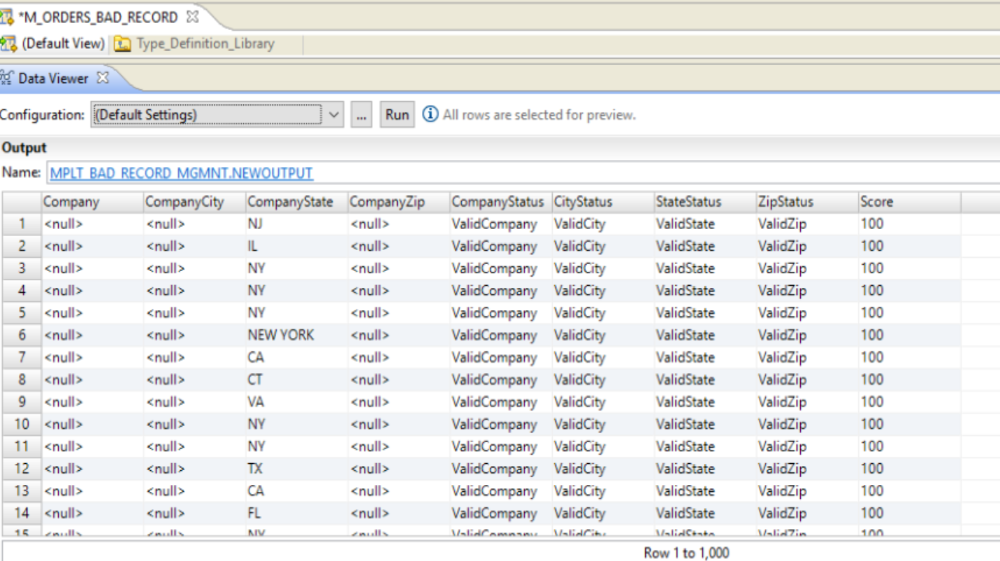 *M_ORDERS_BAD_RECORD
(Default View) Type_Definition_Library
Data Viewer
Configuration: (Default Settings) ... Run All rows are selected for preview.
Output
Name: MPLT_BAD_RECORD_MGMNT.NEWOUTPUT
Company CompanyCity CompanyState CompanyZip CompanyStatus CityStatus StateStatus ZipStatus Score
1 <null> <null> NJ <null> ValidCompany ValidCity ValidState ValidZip 100
2 <null> <null> IL <null> ValidCompany ValidCity ValidState ValidZip 100
3 <null> <null> NY <null> ValidCompany ValidCity ValidState ValidZip 100
4 <null> <null> NY <null> ValidCompany ValidCity ValidState ValidZip 100
5 <null> <null> NY <null> ValidCompany ValidCity ValidState ValidZip 100
6 <null> <null> NEW YORK <null> ValidCompany ValidCity ValidState ValidZip 100
7 <null> <null> CA <null> ValidCompany ValidCity ValidState ValidZip 100
8 <null> <null> CT <null> ValidCompany ValidCity ValidState ValidZip 100
9 <null> <null> VA <null> ValidCompany ValidCity ValidState ValidZip 100
10 <null> <null> NY <null> ValidCompany ValidCity ValidState ValidZip 100
11 <null> <null> NY <null> ValidCompany ValidCity ValidState ValidZip 100
12 <null> <null> TX <null> ValidCompany ValidCity ValidState ValidZip 100
13 <null> <null> CA <null> ValidCompany ValidCity ValidState ValidZip 100
14 <null> <null> FL <null> ValidCompany ValidCity ValidState ValidZip 100
15 <null> <null> NY <null> ValidCompany ValidCity ValidState ValidZip 100
Row 1 to 1,000